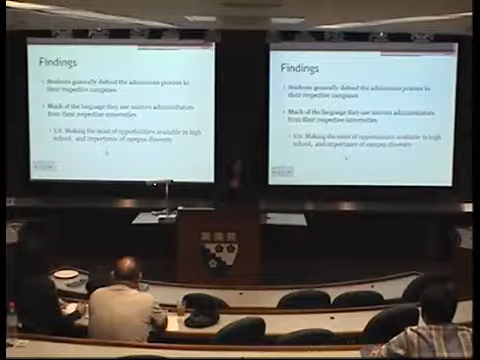 Findings
Students generally defend the admissions process to
their respective campuses
Much of the language they use mirrors administrators
from their respective universities
E.g. Making the most of opportunities available in high
school, and importance of campus diversity
Findings
Students generally defend the admissions process to
their respective campuses
Much of the language they use mirrors administrators
from their respective universities
E.g. Making the most of opportunities available in high
school, and importance of campus diversity